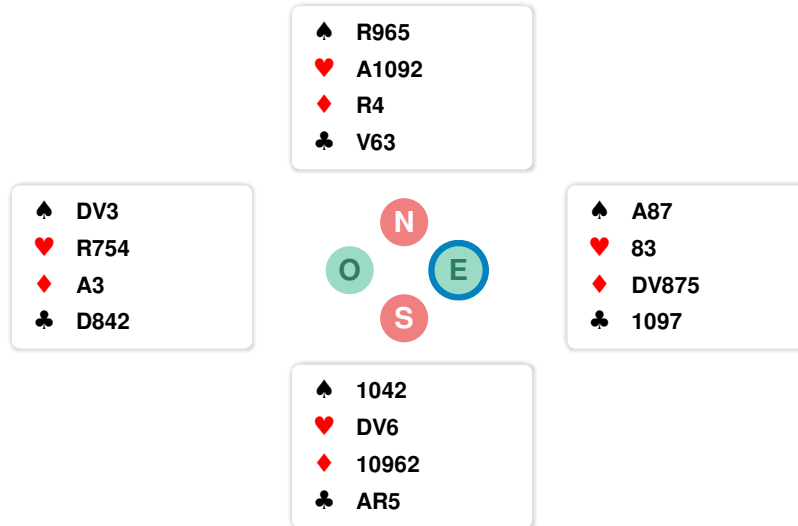 ♠ R965
♥ A1092
♦ R4
♣ V63
♠ DV3
♥ R754
♦ A3
♣ D842
N
O E
S
♠ A87
♥ 83
♦ DV875
♣ 1097
♠ 1042
♥ DV6
♦ 10962
♣ AR5